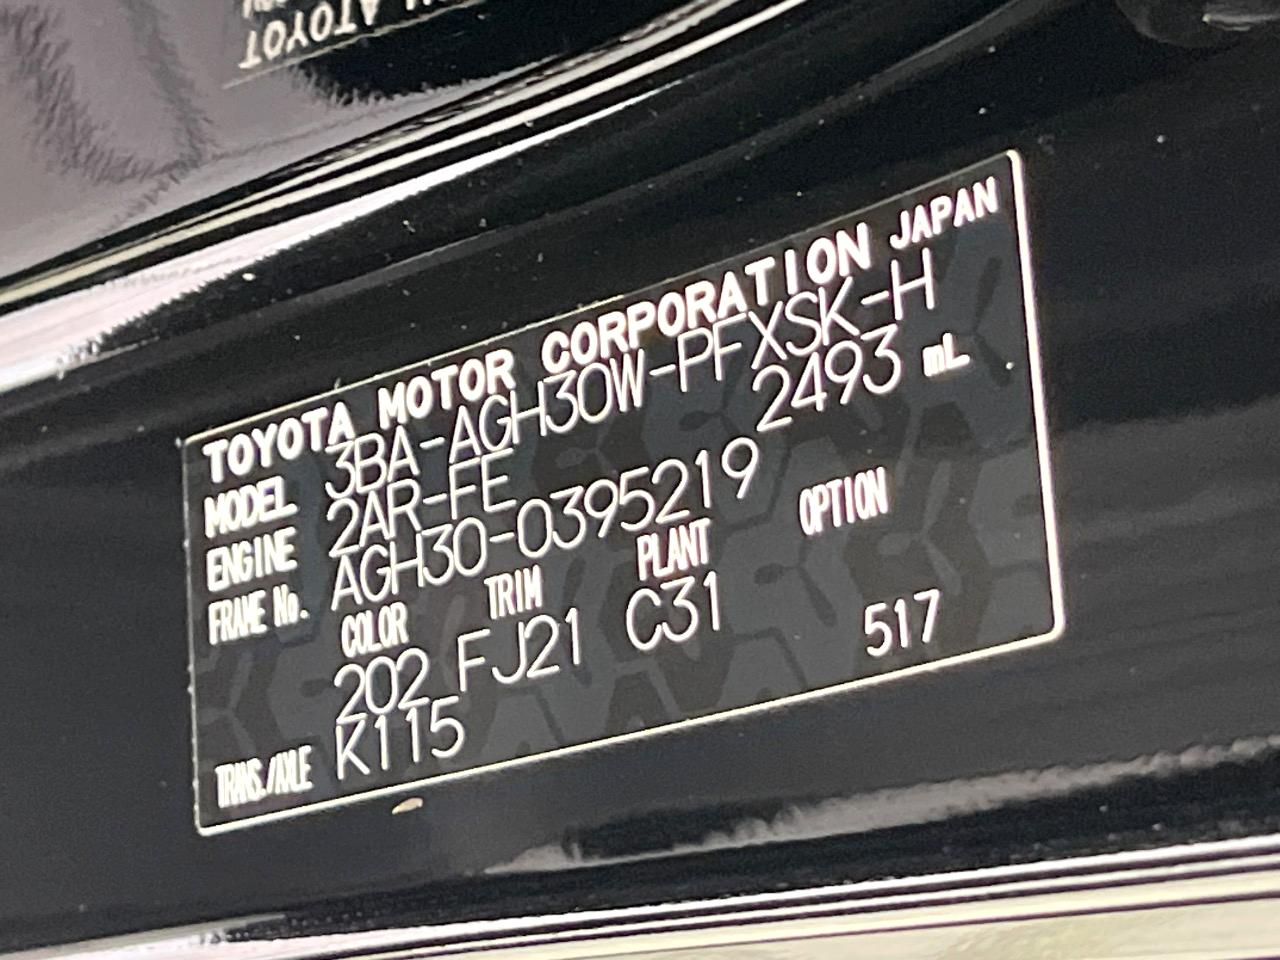 TOYOTA MOTOR CORPORATION JAPAN
MODEL 3BA-AGH30W-PFXSK-H
ENGINE 2AR-FE 2493 mL
FRAME No. AGH30-0395219
COLOR TRIM PLANT OPTION
202 FJ21 C31
517
TRANS./AXLE K115